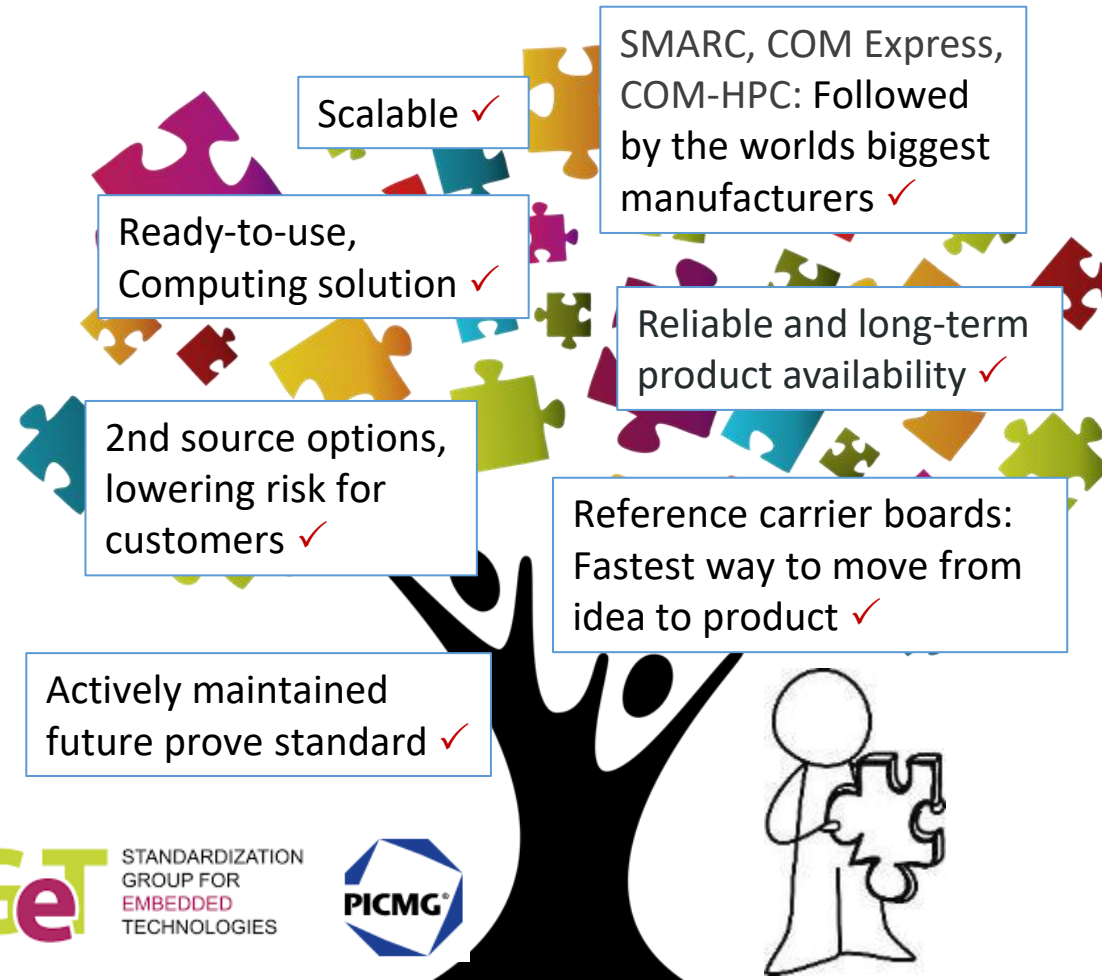 Scalable ✓
SMARC, COM Express,
COM-HPC: Followed
by the worlds biggest
manufacturers ✓
Ready-to-use,
Computing solution ✓
Reliable and long-term
product availability ✓
2nd source options,
lowering risk for
customers ✓
Reference carrier boards:
Fastest way to move from
idea to product ✓
Actively maintained
future prove standard ✓
GeT
STANDARDIZATION
GROUP FOR
EMBEDDED
TECHNOLOGIES
PICMG®